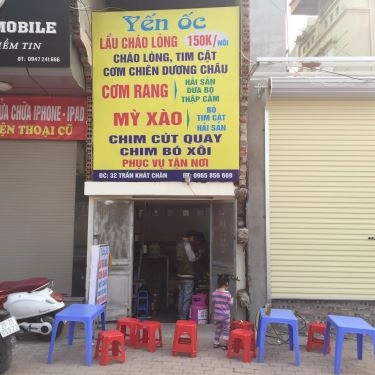 MOBILE
ỀM TIN
ĐT: 0947 241 666
ỬA CHỮA IPHONE - IPAD
IỆN THOẠI CŨ
Yến ốc
LẨU CHÁO LÒNG 150K/NỒI
CHÁO LÒNG, TIM CẬT
CƠM CHIÊN DƯƠNG CHÂU
CƠM RANG
HẢI SẢN
DƯA BÒ
THẬP CẨM
MỲ XÀO
BÒ
TIM CẬT
HẢI SẢN
CHIM CÚT QUAY
CHIM BÓ XÔI
PHỤC VỤ TẬN NƠI
ĐC: 32 TRẦN KHÁT CHÂN ĐT: 0965 856 669